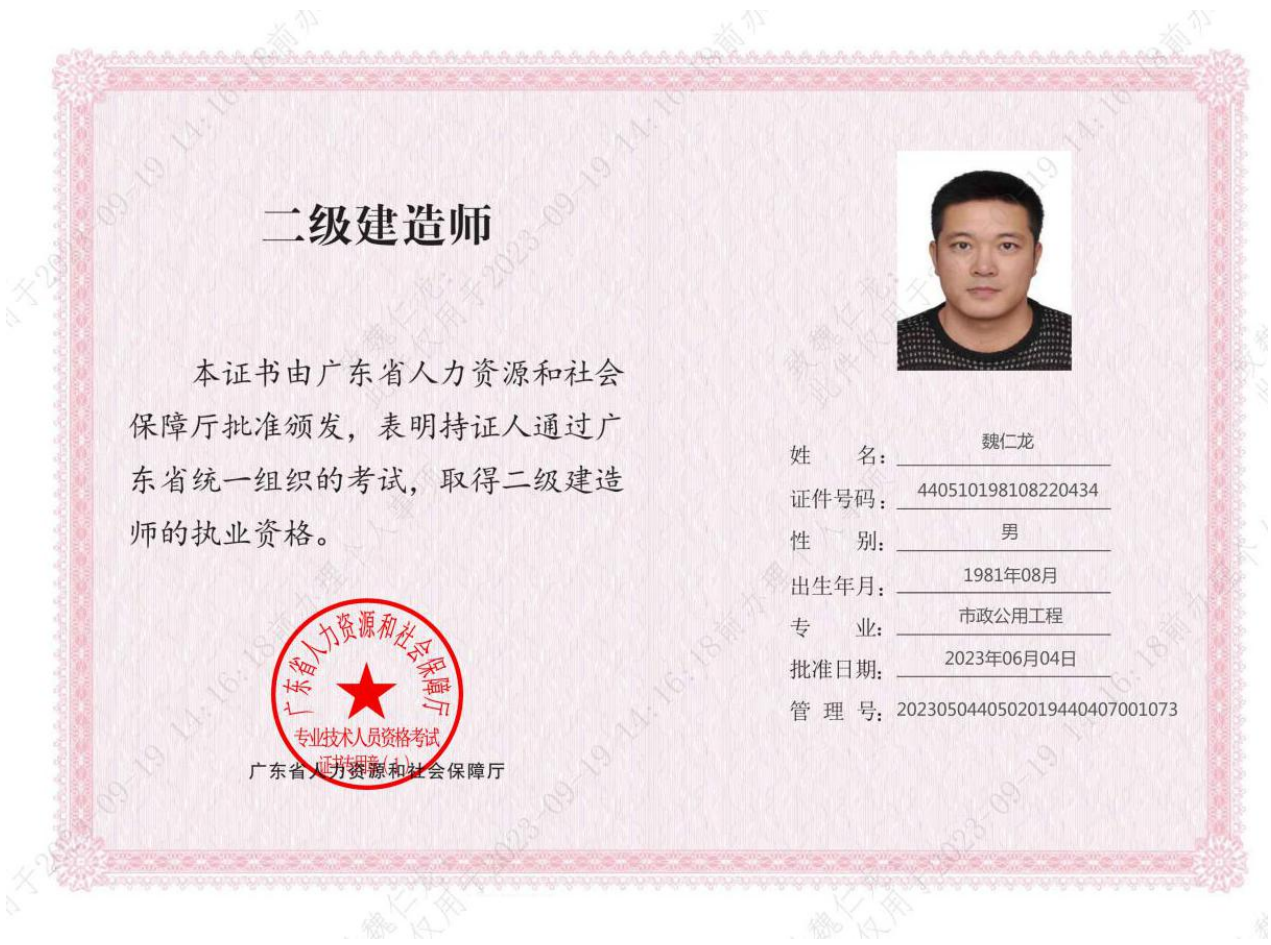 二级建造师
本证书由广东省人力资源和社会
保障厅批准颁发，表明持证人通过广
东省统一组织的考试，取得二级建造
师的执业资格。
广东省人力资源和社会保障厅
专业技术人员资格考试
证书专用章(1)
广东省人力资源和社会保障厅
姓 名: 魏仁龙
证件号码: 440510198108220434
性 别: 男
出生年月: 1981年08月
专 业: 市政公用工程
批准日期: 2023年06月04日
管 理 号: 2023050440502019440407001073